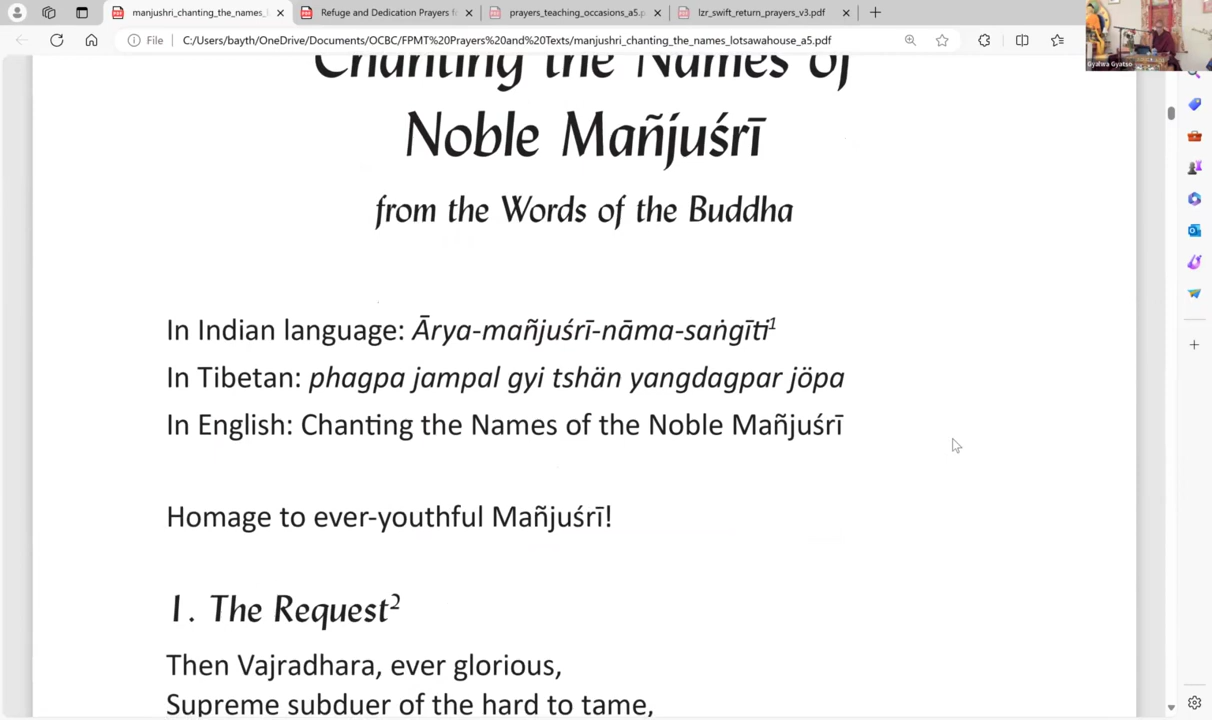 manjushri_chanting_the_names_
Refuge and Dedication Prayers f
prayers_teaching_occasions_a5.p
lzr_swift_return_prayers_v3.pdf
File
C:/Users/bayth/OneDrive/Documents/OCBC/FPMT%20Prayers%20and%20Texts/manjushri_chanting_the_names_lotsawahouse_a5.pdf
Gyalwa Gyatso
Chanting the Names of
Noble Mañjuśrī
from the Words of the Buddha
In Indian language: Ārya-mañjuśrī-nāma-saṅgīti1
In Tibetan: phagpa jampal gyi tshän yangdagpar jöpa
In English: Chanting the Names of the Noble Mañjuśrī
Homage to ever-youthful Mañjuśrī!
1. The Request2
Then Vajradhara, ever glorious,
Supreme subduer of the hard to tame,